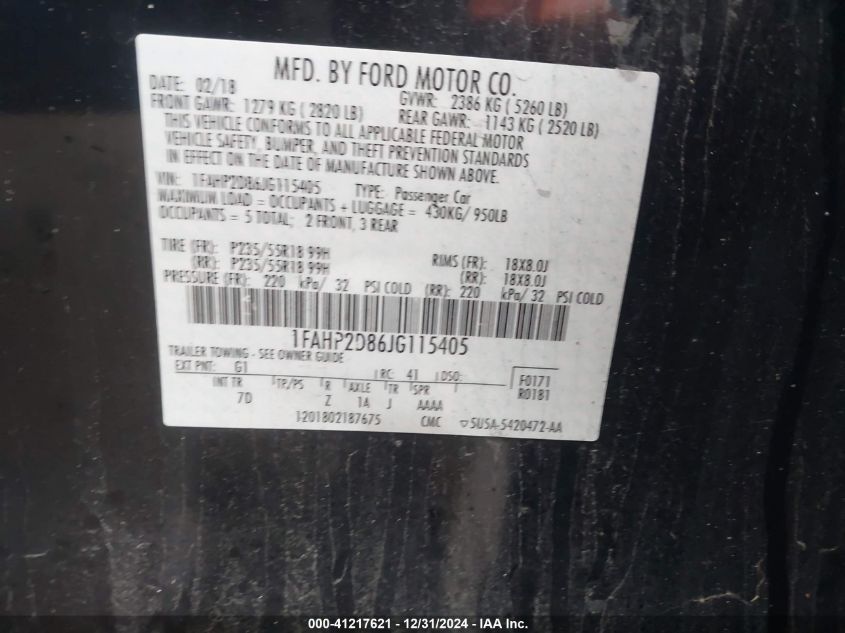 MFD. BY FORD MOTOR CO.
DATE: 02/18 GVWR: 2386 KG ( 5260 LB)
FRONT GAWR: 1279 KG ( 2820 LB) REAR GAWR: 1143 KG ( 2520 LB)
THIS VEHICLE CONFORMS TO ALL APPLICABLE FEDERAL MOTOR
VEHICLE SAFETY, BUMPER, AND THEFT PREVENTION STANDARDS
IN EFFECT ON THE DATE OF MANUFACTURE SHOWN ABOVE.
VIN: 1FAHP2D86JG115405 TYPE: Passenger Car
MAXIMUM LOAD = OCCUPANTS + LUGGAGE = 430KG/ 950LB
OCCUPANTS = 5 TOTAL; 2 FRONT, 3 REAR
TIRE (FR): P235/55R18 99H RIMS (FR): 18X8.0J
(RR): P235/55R18 99H (RR): 18X8.0J
PRESSURE (FR): 220 kPa/ 32 PSI COLD (RR): 220 kPa/ 32 PSI COLD
1FAHP2D86JG115405
TRAILER TOWING - SEE OWNER GUIDE
EXT PNT: G1 RC: 41 DSO: F0171
INT TR TP/PS R AXLE TR SPR R0181
7D Z 1A J AAAA
1201802187675 CMC ▽5U5A-5420472-AA
000-41217621 - 12/31/2024 - IAA Inc.